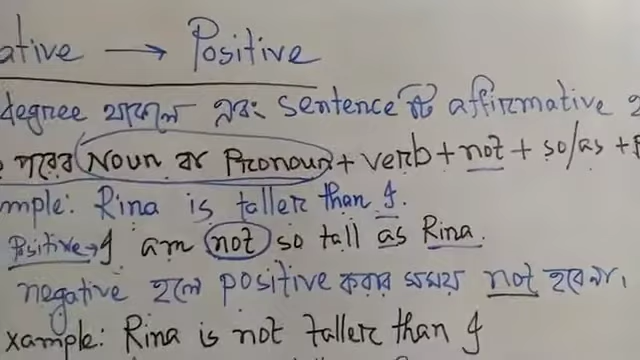 ative → Positive
degree থাকলে এবং sentence টি affirmative
পরের Noun বা Pronoun + verb + not + so/as +
mple: Rina is taller than I.
Positive → I am not so tall as Rina.
negative হলে positive করার সময় not হবে না,
xample: Rina is not taller than I